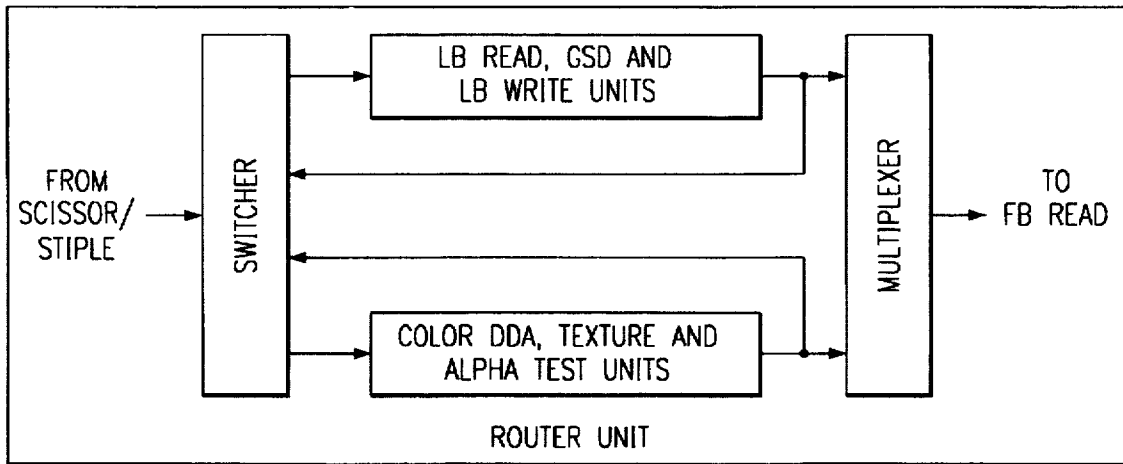 LB READ, GSD AND
LB WRITE UNITS
FROM
SCISSOR/
STIPLE
SWITCHER
MULTIPLEXER
TO
FB READ
COLOR DDA, TEXTURE AND
ALPHA TEST UNITS
ROUTER UNIT